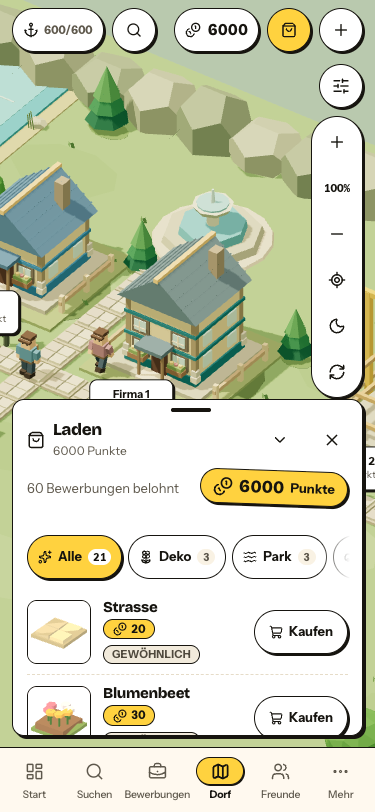 600/600
6000
100%
Firma 1
Laden
6000 Punkte
60 Bewerbungen belohnt
6000 Punkte
Alle 21
Deko 3
Park 3
Strasse
20
GEWÖHNLICH
Kaufen
Blumenbeet
30
Kaufen
Start
Suchen
Bewerbungen
Dorf
Freunde
Mehr